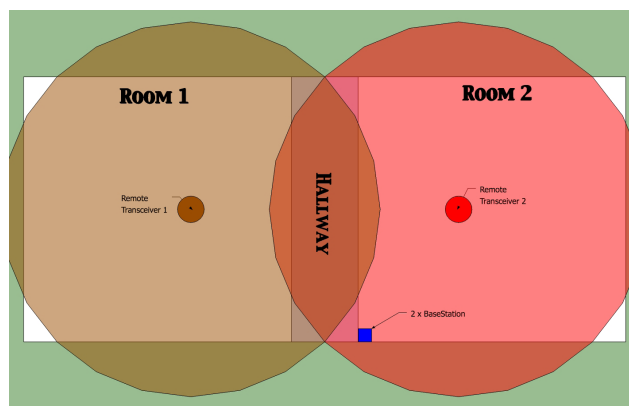 Room 1
Room 2
Remote
Transceiver 1
Hallway
Remote
Transceiver 2
2 x BaseStation